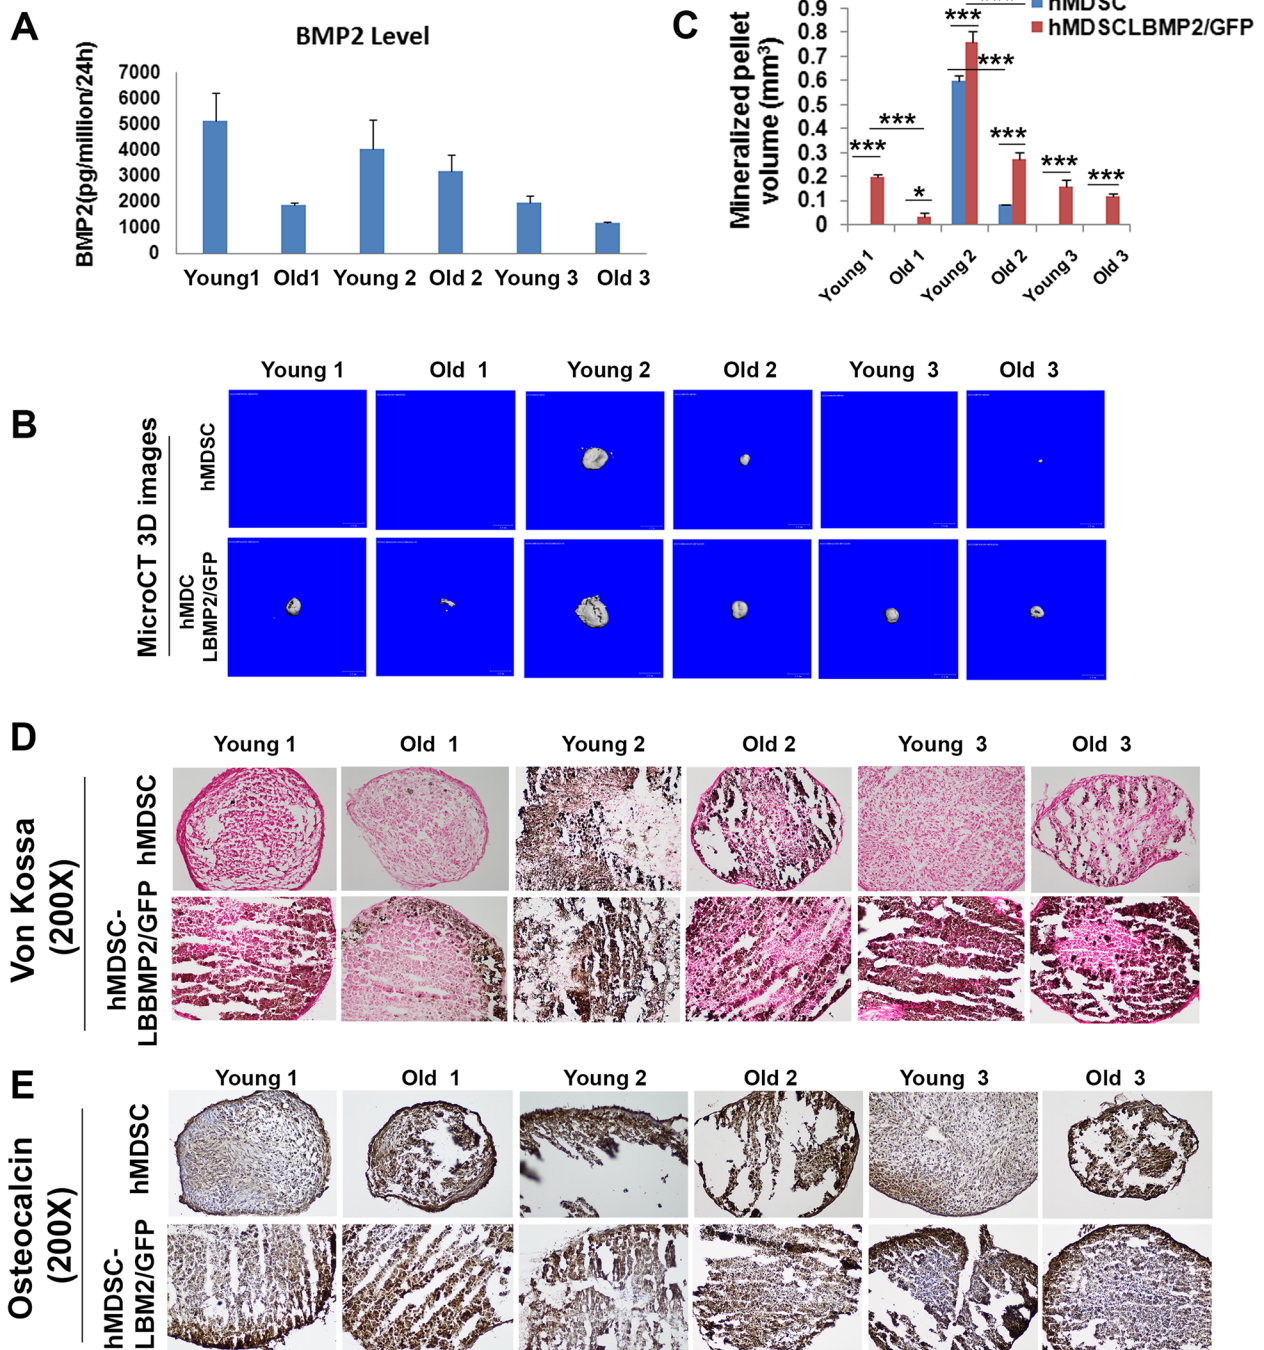 A
BMP2 Level
BMP2(pg/million/24h)
7000
6000
5000
4000
3000
2000
1000
0
Young1 Old1 Young 2 Old 2 Young 3 Old 3
C
hMDSC
hMDSCLBMP2/GFP
Mineralized pellet
volume (mm³)
0.9
0.8
0.7
0.6
0.5
0.4
0.3
0.2
0.1
0
***
***
***
*
***
***
***
***
Young 1 Old 1 Young 2 Old 2 Young 3 Old 3
B
Young 1 Old 1 Young 2 Old 2 Young 3 Old 3
MicroCT 3D images
hMDSC
hMDC
LBMP2/GFP
D
Young 1 Old 1 Young 2 Old 2 Young 3 Old 3
Von Kossa
(200X)
hMDSC
hMDSC-
LBBMP2/GFP
E
Young 1 Old 1 Young 2 Old 2 Young 3 Old 3
Osteocalcin
(200X)
hMDSC
hMDSC-
LBM2/GFP